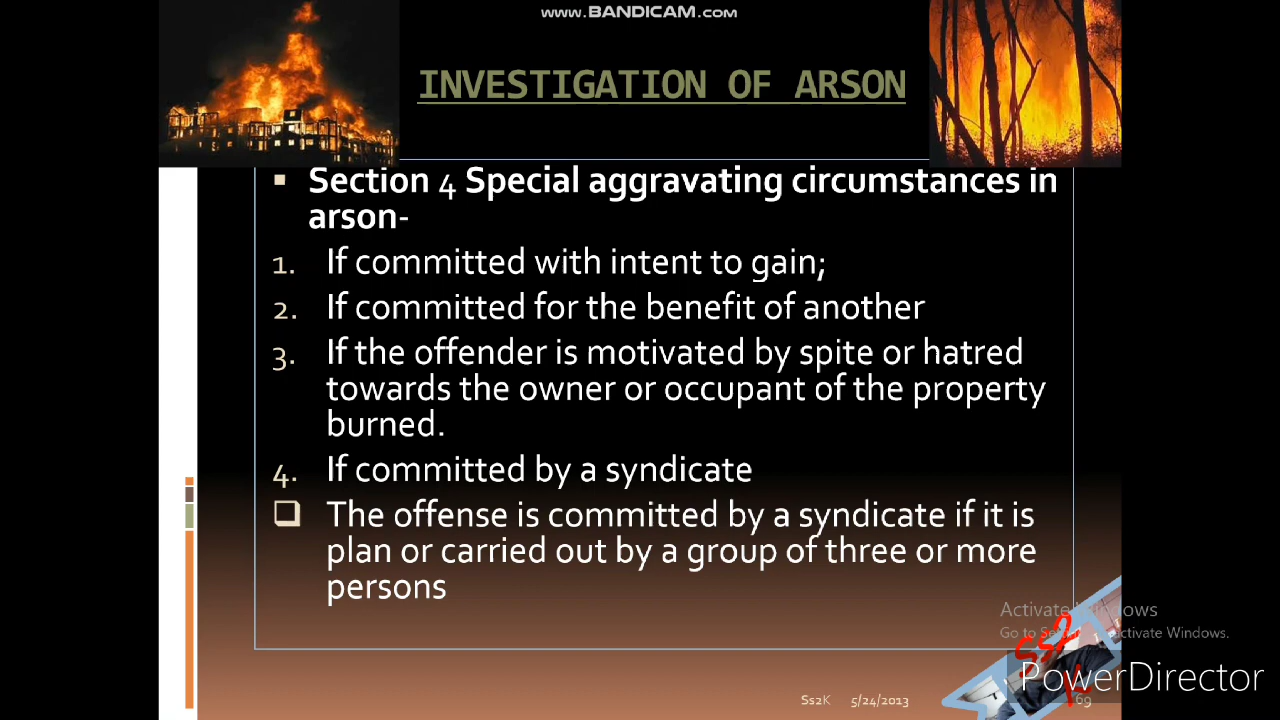 www.BANDICAM.com
INVESTIGATION OF ARSON
▪ Section 4 Special aggravating circumstances in
arson-
1. If committed with intent to gain;
2. If committed for the benefit of another
3. If the offender is motivated by spite or hatred
towards the owner or occupant of the property
burned.
4. If committed by a syndicate
❑ The offense is committed by a syndicate if it is
plan or carried out by a group of three or more
persons
Activate Windows
Go to activate Windows.
PowerDirector
Ss2K 5/24/2013 69